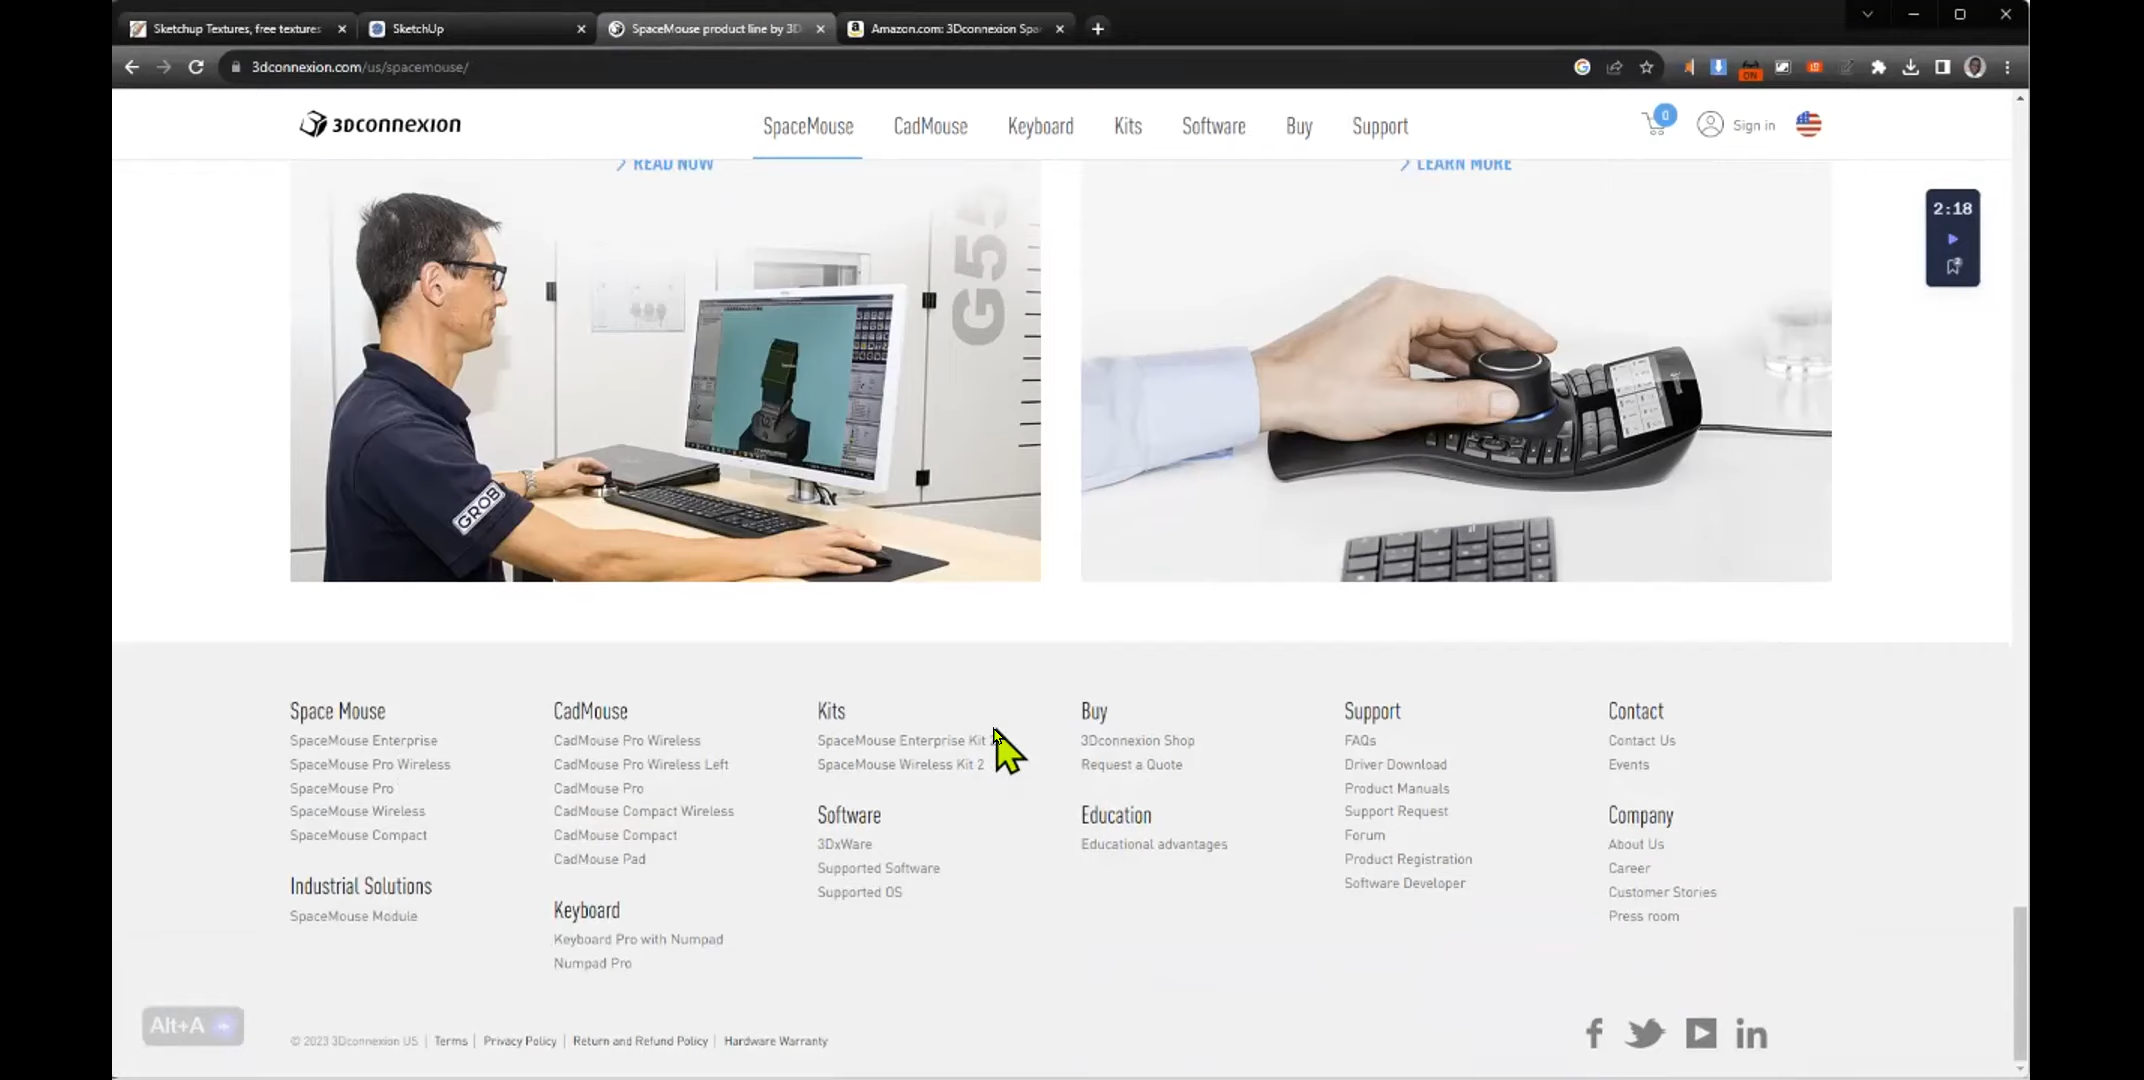 Sketchup Textures, free textures
SketchUp
SpaceMouse product line by 3D
Amazon.com: 3Dconnexion Spa
3dconnexion.com/us/spacemouse/
ON
3Dconnexion
SpaceMouse
CadMouse
Keyboard
Kits
Software
Buy
Support
0
Sign in
READ NOW
LEARN MORE
2:18
G55
GROB
Space Mouse
SpaceMouse Enterprise
SpaceMouse Pro Wireless
SpaceMouse Pro
SpaceMouse Wireless
SpaceMouse Compact
Industrial Solutions
SpaceMouse Module
CadMouse
CadMouse Pro Wireless
CadMouse Pro Wireless Left
CadMouse Pro
CadMouse Compact Wireless
CadMouse Compact
CadMouse Pad
Keyboard
Keyboard Pro with Numpad
Numpad Pro
Kits
SpaceMouse Enterprise Kit
SpaceMouse Wireless Kit 2
Software
3DxWare
Supported Software
Supported OS
Buy
3Dconnexion Shop
Request a Quote
Education
Educational advantages
Support
FAQs
Driver Download
Product Manuals
Support Request
Forum
Product Registration
Software Developer
Contact
Contact Us
Events
Company
About Us
Career
Customer Stories
Press room
Alt+A
© 2023 3Dconnexion US | Terms | Privacy Policy | Return and Refund Policy | Hardware Warranty